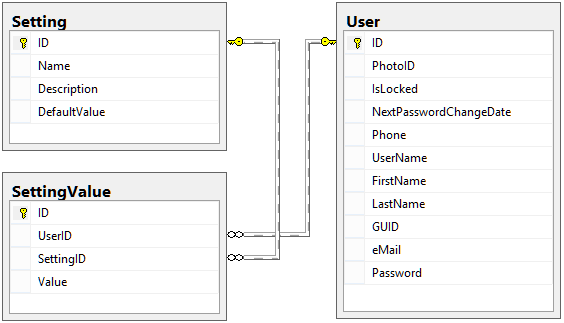 Setting
ID
Name
Description
DefaultValue
SettingValue
ID
UserID
SettingID
Value
User
ID
PhotoID
IsLocked
NextPasswordChangeDate
Phone
UserName
FirstName
LastName
GUID
eMail
Password